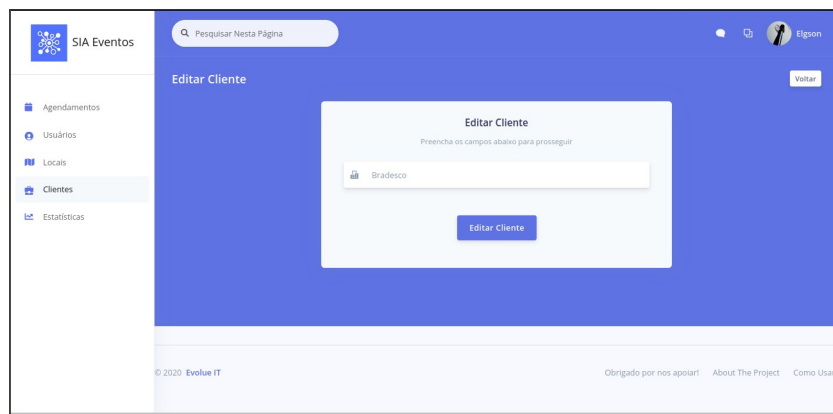 SIA Eventos
Pesquisar Nesta Página
Elgson
Editar Cliente
Voltar
Agendamentos
Usuários
Locais
Clientes
Estatísticas
Editar Cliente
Preencha os campos abaixo para prosseguir
Bradesco
Editar Cliente
© 2020 Evolue IT
Obrigado por nos apoiar! About The Project Como Usar